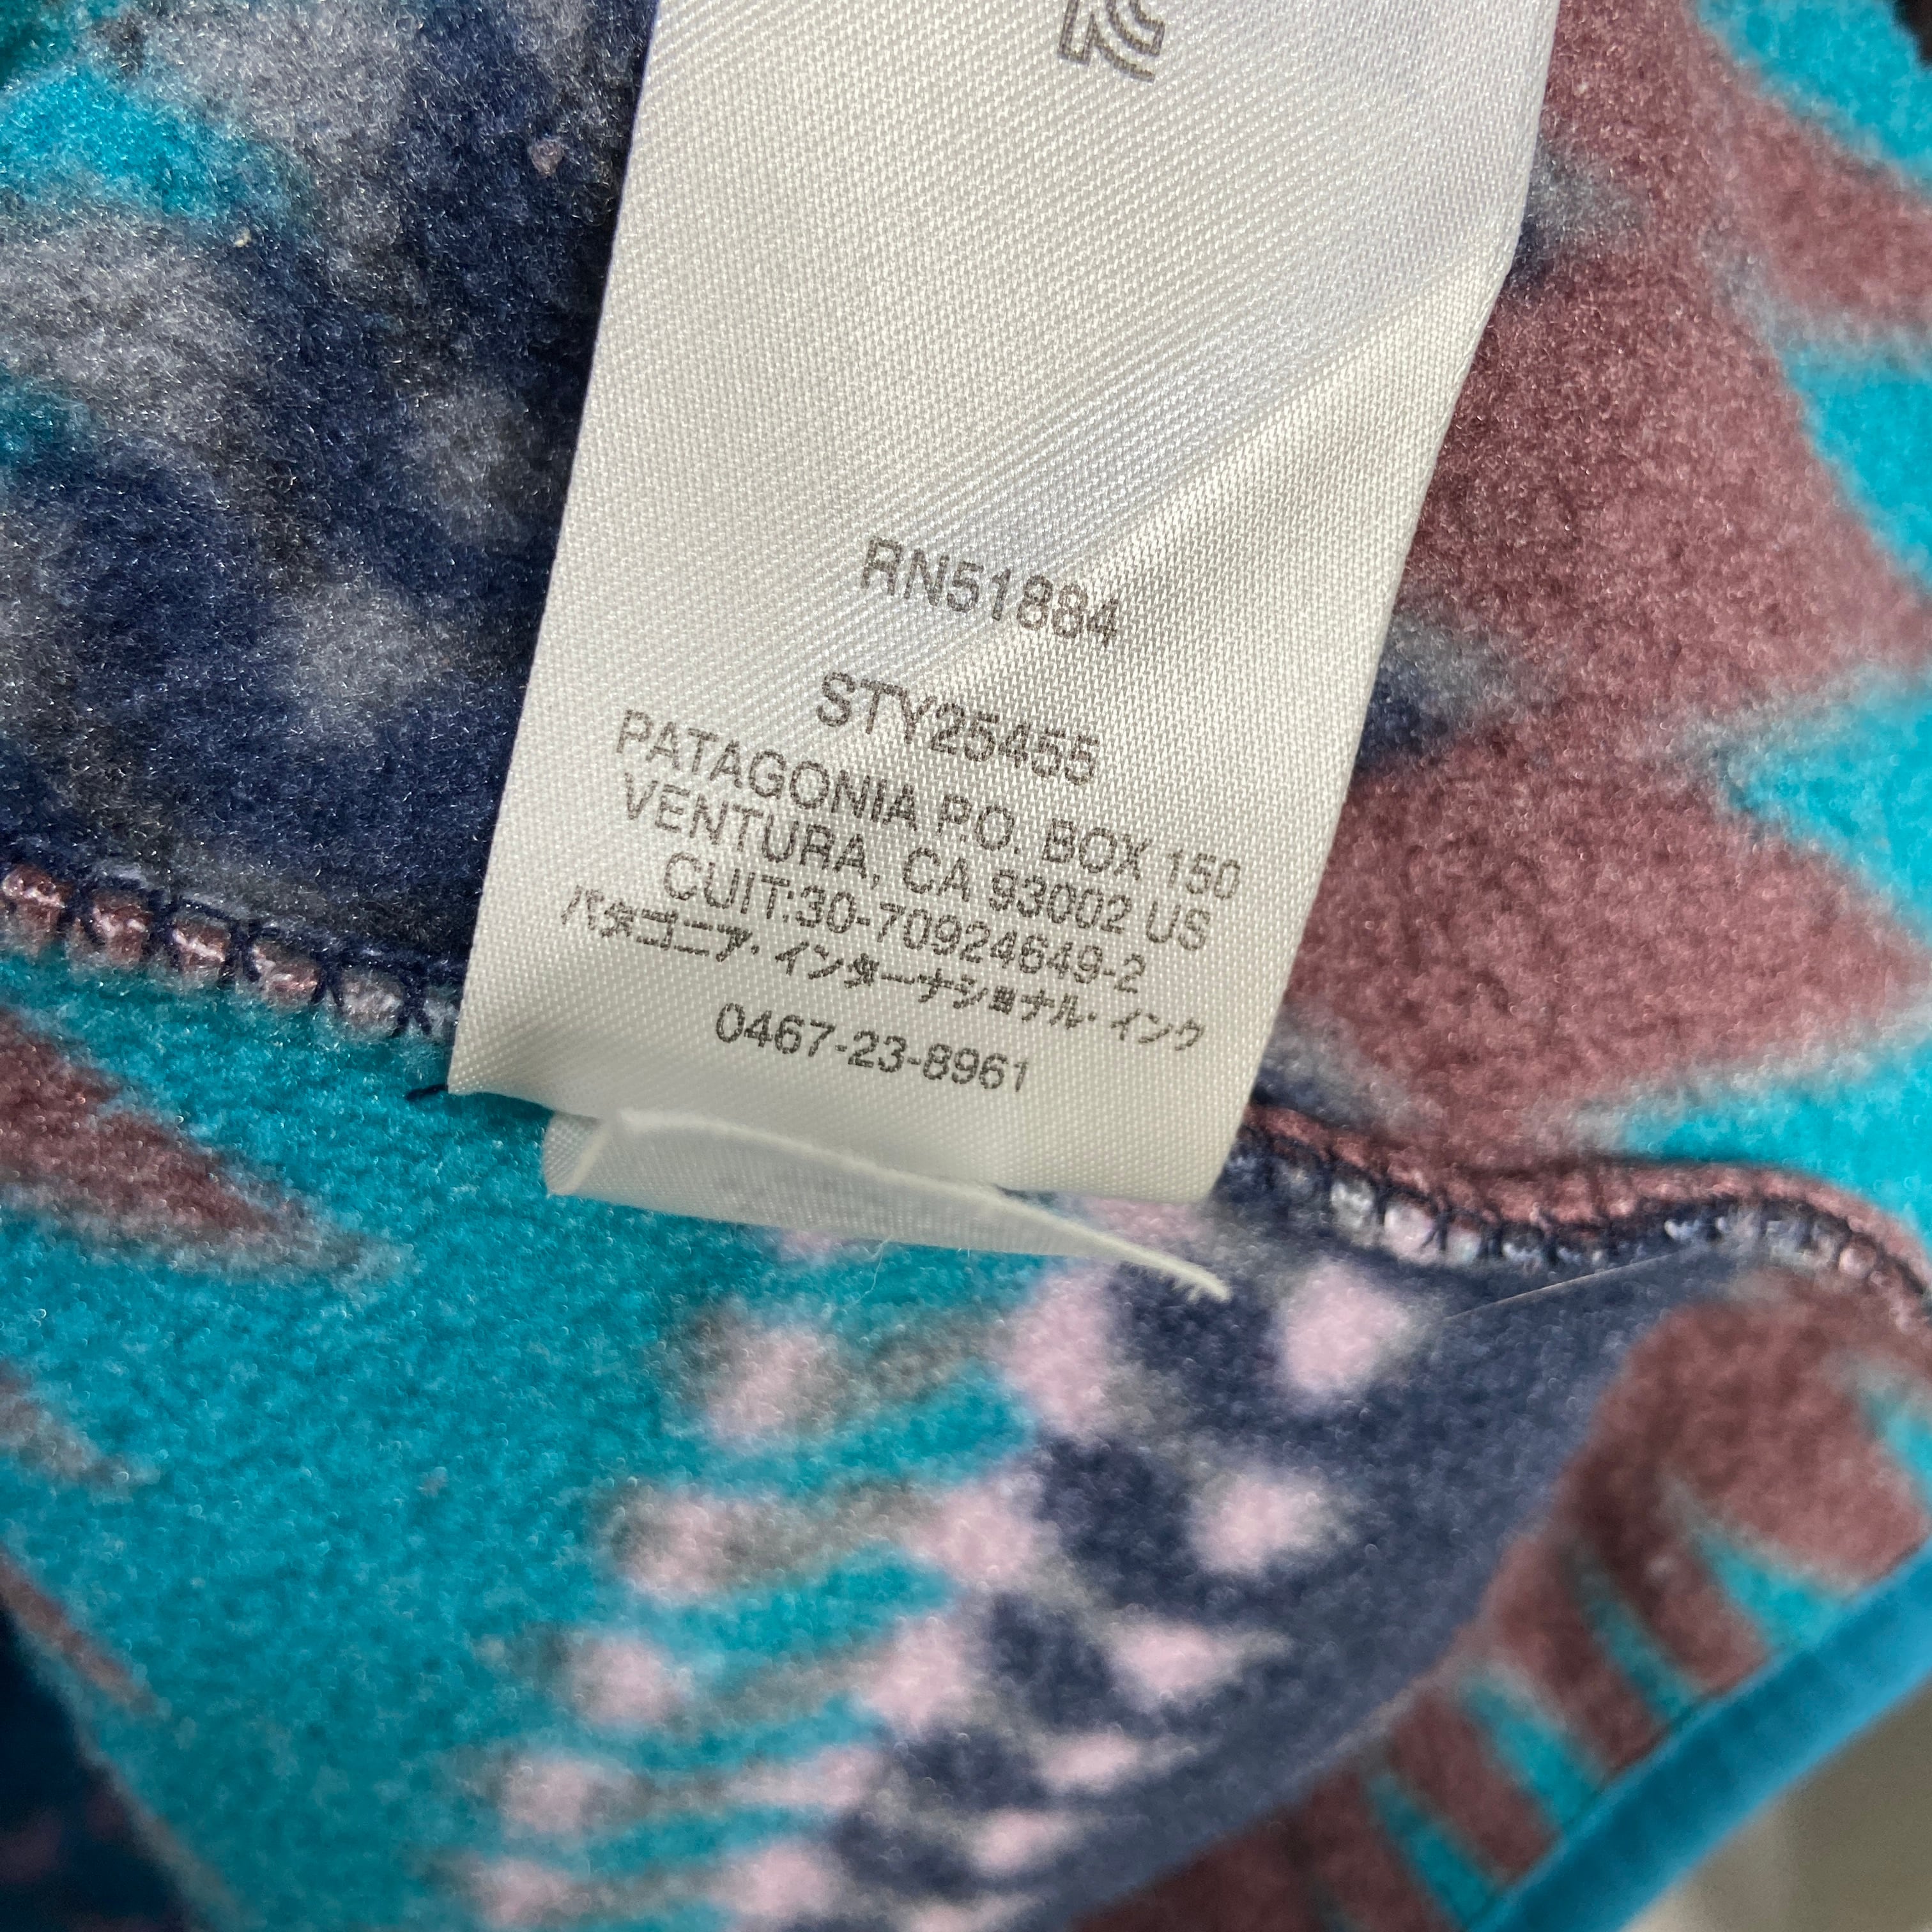 RN51884
STY25455
PATAGONIA P.O. BOX 150
VENTURA, CA 93002 US
CUIT:30-70924649-2
パタゴニア・インターナショナル・インク
0467-23-8961